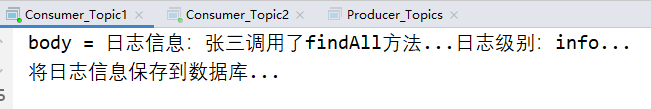 Consumer_Topic1 × Consumer_Topic2 × Producer_Topics ×
body = 日志信息：张三调用了findAll方法...日志级别：info...
将日志信息保存到数据库...